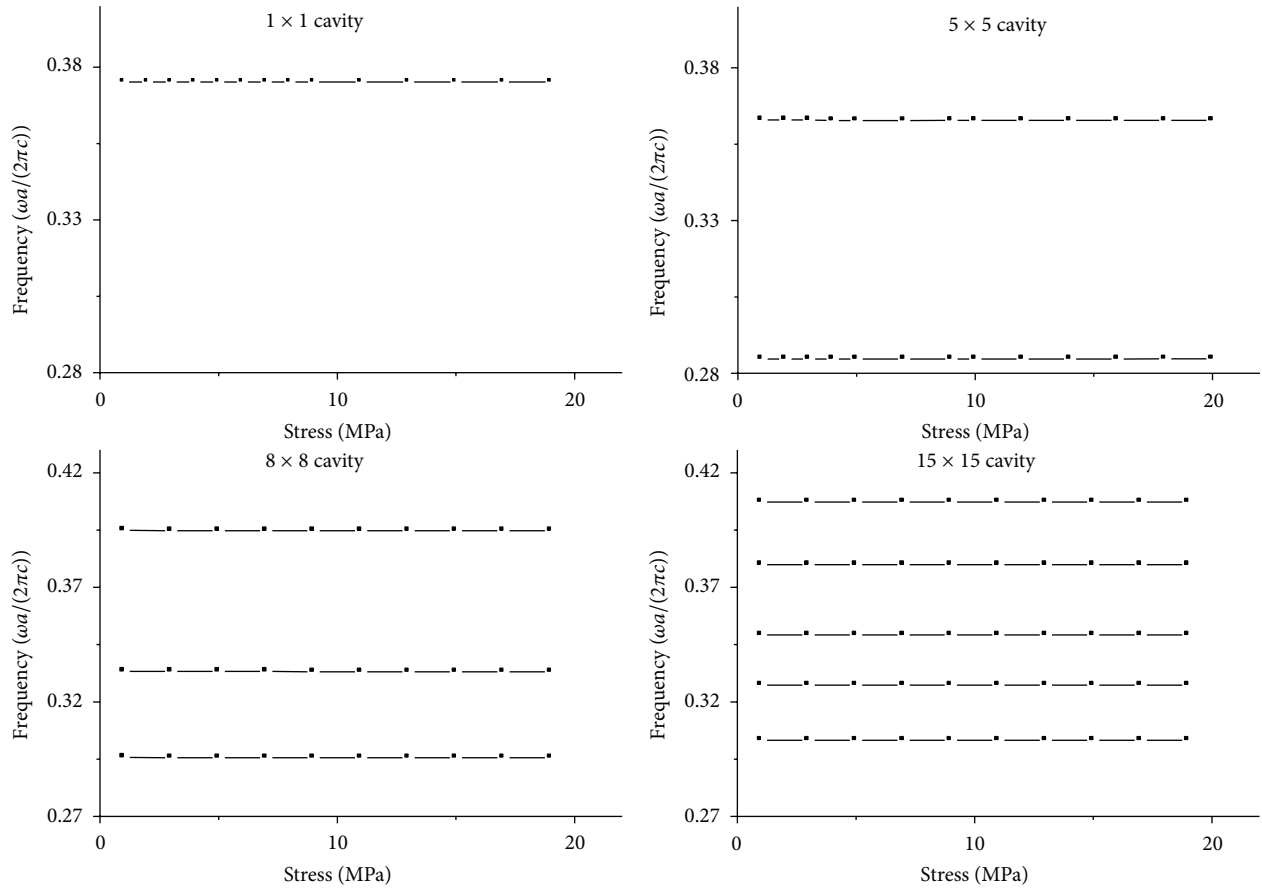 1 × 1 cavity
0.38
0.33
0.28
Frequency (ωa/(2πc))
0
10
20
Stress (MPa)
5 × 5 cavity
0.38
0.33
0.28
Frequency (ωa/(2πc))
0
10
20
Stress (MPa)
8 × 8 cavity
0.42
0.37
0.32
0.27
Frequency (ωa/(2πc))
0
10
20
Stress (MPa)
15 × 15 cavity
0.42
0.37
0.32
0.27
Frequency (ωa/(2πc))
0
10
20
Stress (MPa)